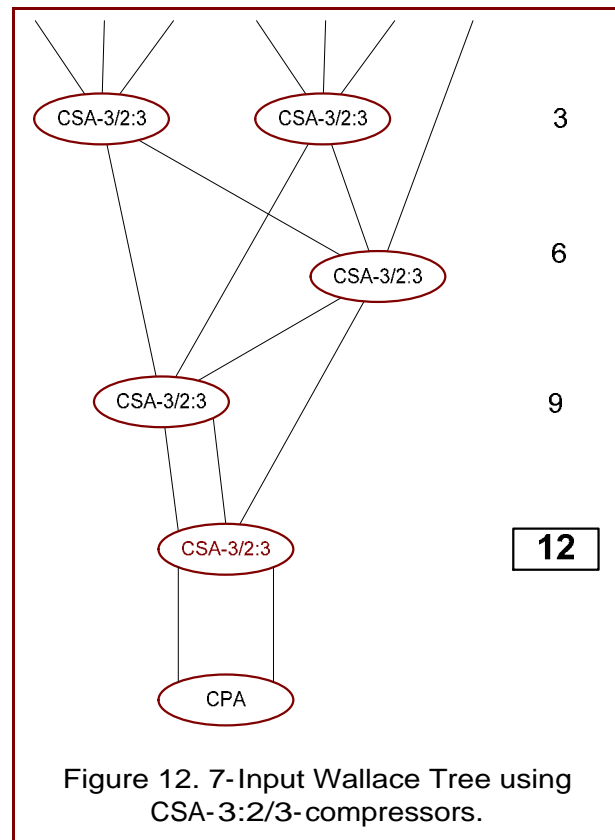 CSA-3/2:3 CSA-3/2:3 3
CSA-3/2:3 6
CSA-3/2:3 9
CSA-3/2:3 12
CPA
Figure 12. 7-Input Wallace Tree using
CSA-3:2/3-compressors.